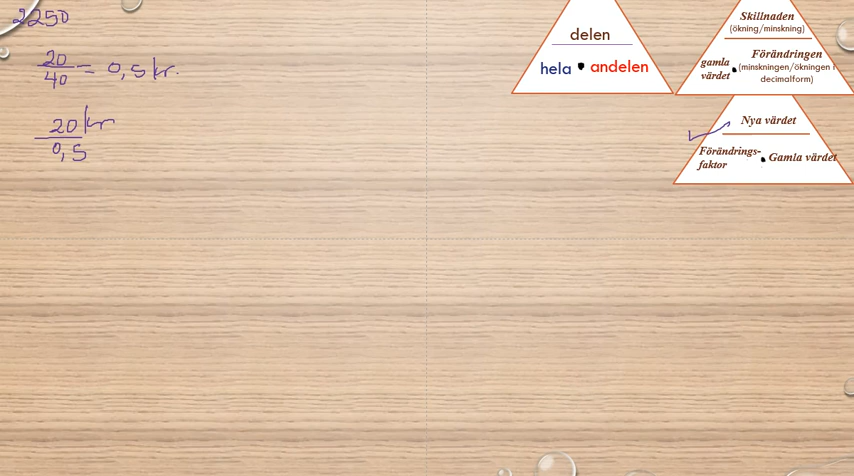 2250
20
40 = 0,5 kr.
20 kr
0,5
delen
hela • andelen
Skillnaden
(ökning/minskning)
gamla värdet • Förändringen
(minskningen/ökningen i decimalform)
Nya värdet
Förändrings-
faktor • Gamla värdet